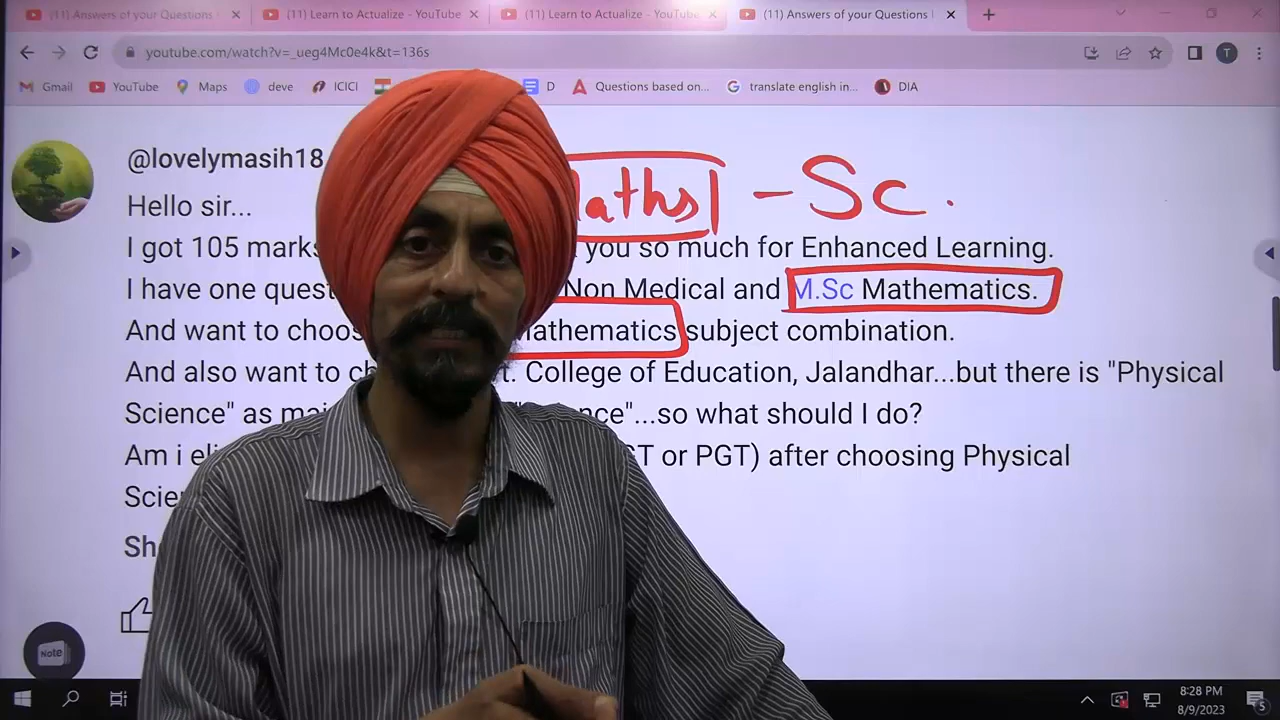 (11) Answers of your Questions (11) Learn to Actualize - YouTube (11) Learn to Actualize - YouTube (11) Answers of your Questions
youtube.com/watch?v=_ueg4Mc0e4k&t=136s T
Gmail YouTube Maps deve ICICI D Questions based on... translate english in... DIA
@lovelymasih18
Maths - Sc.
Hello sir...
I got 105 marks you so much for Enhanced Learning.
I have one quest Non Medical and M.Sc Mathematics.
And want to choos Mathematics subject combination.
And also want to ch t. College of Education, Jalandhar...but there is "Physical
Science" as ma "Science"...so what should I do?
Am i eli GT or PGT) after choosing Physical
Scie
Sh
Note
8:28 PM
8/9/2023
5